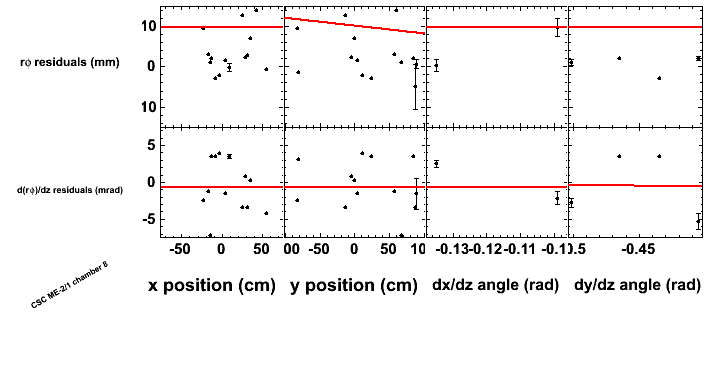 10
rφ residuals (mm)
0
10
5
d(rφ)/dz residuals (mrad)
0
-5
-50 0 50 00 -50 0 50 10 -0.13 -0.12 -0.11 -0.1 1.5 -0.45
CSC ME-2/1 chamber 8
x position (cm) y position (cm) dx/dz angle (rad) dy/dz angle (rad)